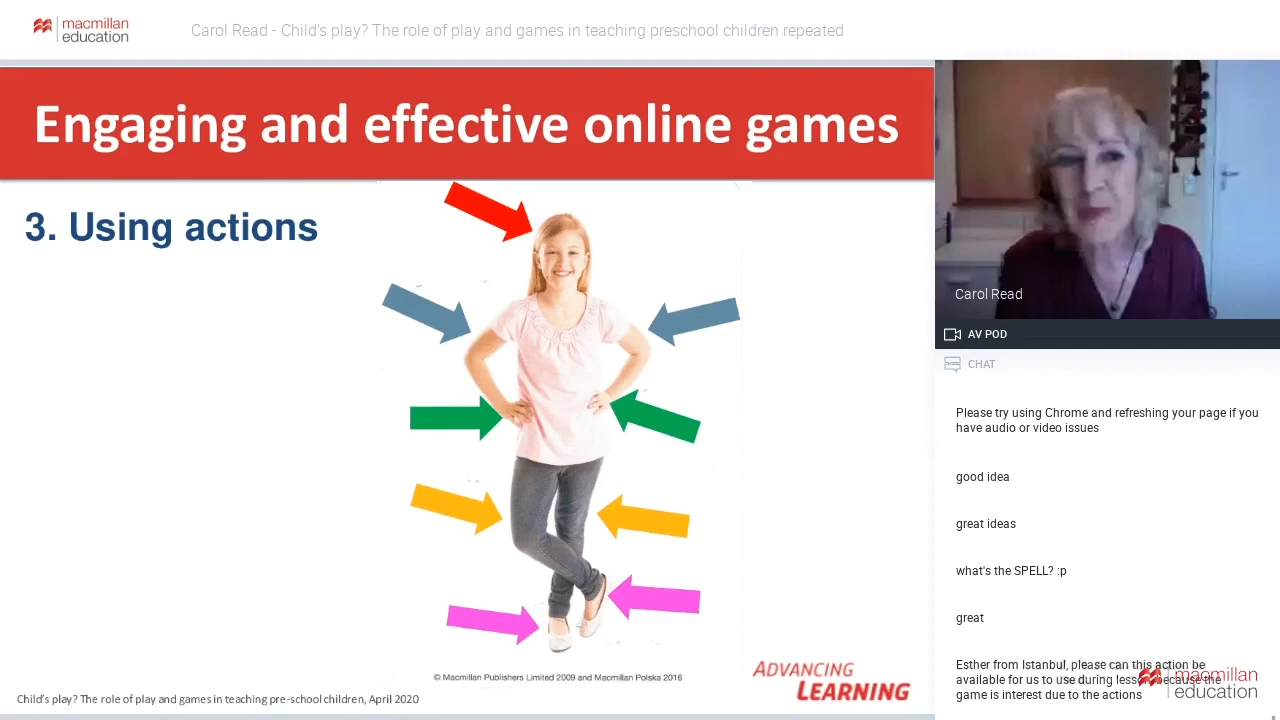 macmillan
education
Carol Read - Child's play? The role of play and games in teaching preschool children repeated
Engaging and effective online games
3. Using actions
© Macmillan Publishers Limited 2009 and Macmillan Polska 2016
ADVANCING
LEARNING
Child's play? The role of play and games in teaching pre-school children, April 2020
Carol Read
AV POD
CHAT
Please try using Chrome and refreshing your page if you
have audio or video issues
good idea
great ideas
what's the SPELL? :p
great
Esther from Istanbul, please can this action be
available for us to use during lesson because the
game is interest due to the actions
macmillan
education